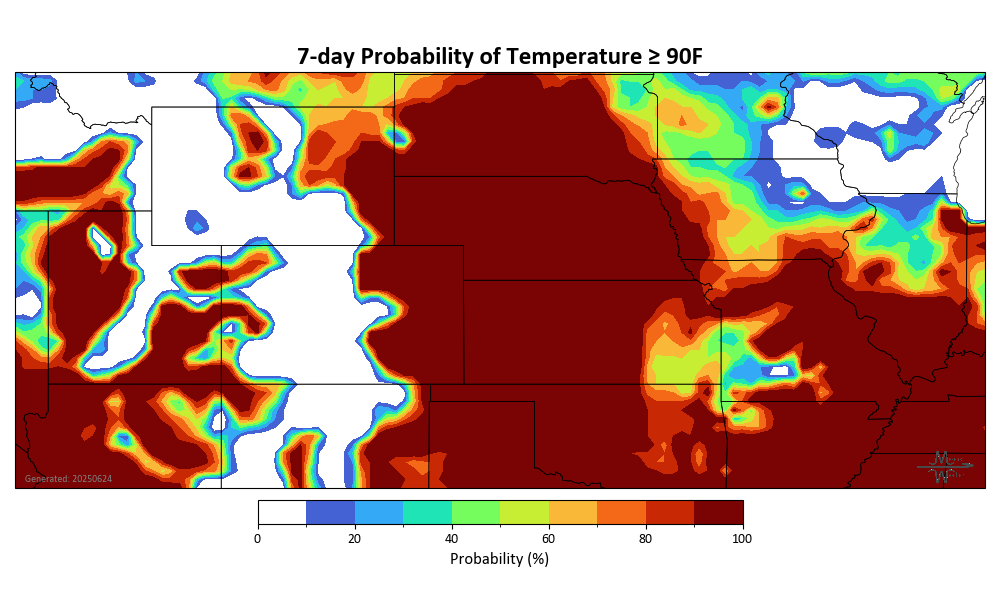 7-day Probability of Temperature ≥ 90F
Generated: 20250624
0 20 40 60 80 100
Probability (%)